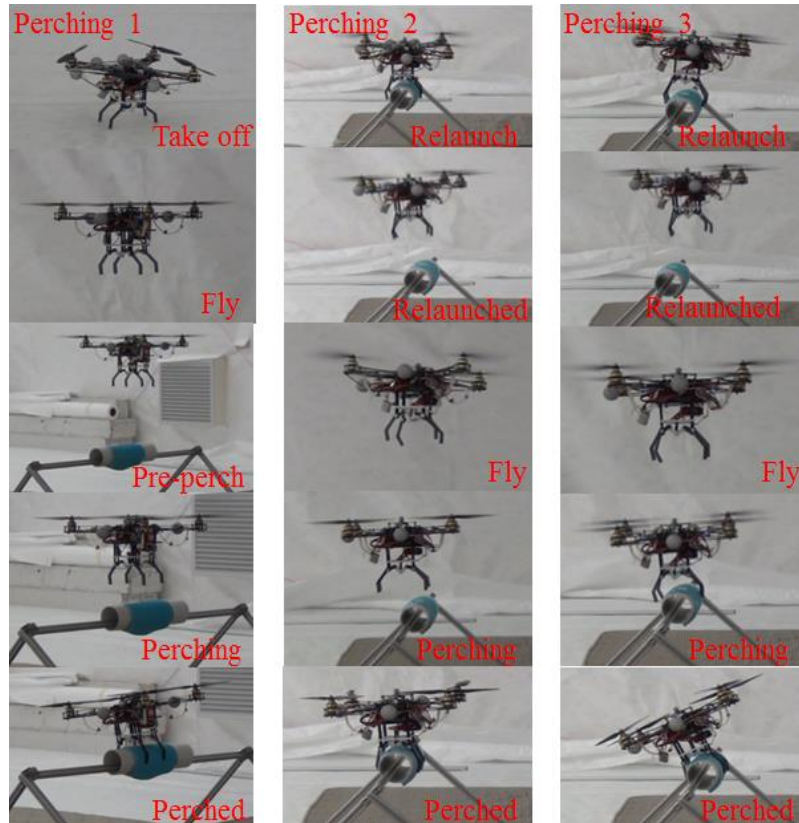 Perching 1
Take off
Fly
Pre-perch
Perching
Perched
Perching 2
Relaunch
Relaunched
Fly
Perching
Perched
Perching 3
Relaunch
Relaunched
Fly
Perching
Perched